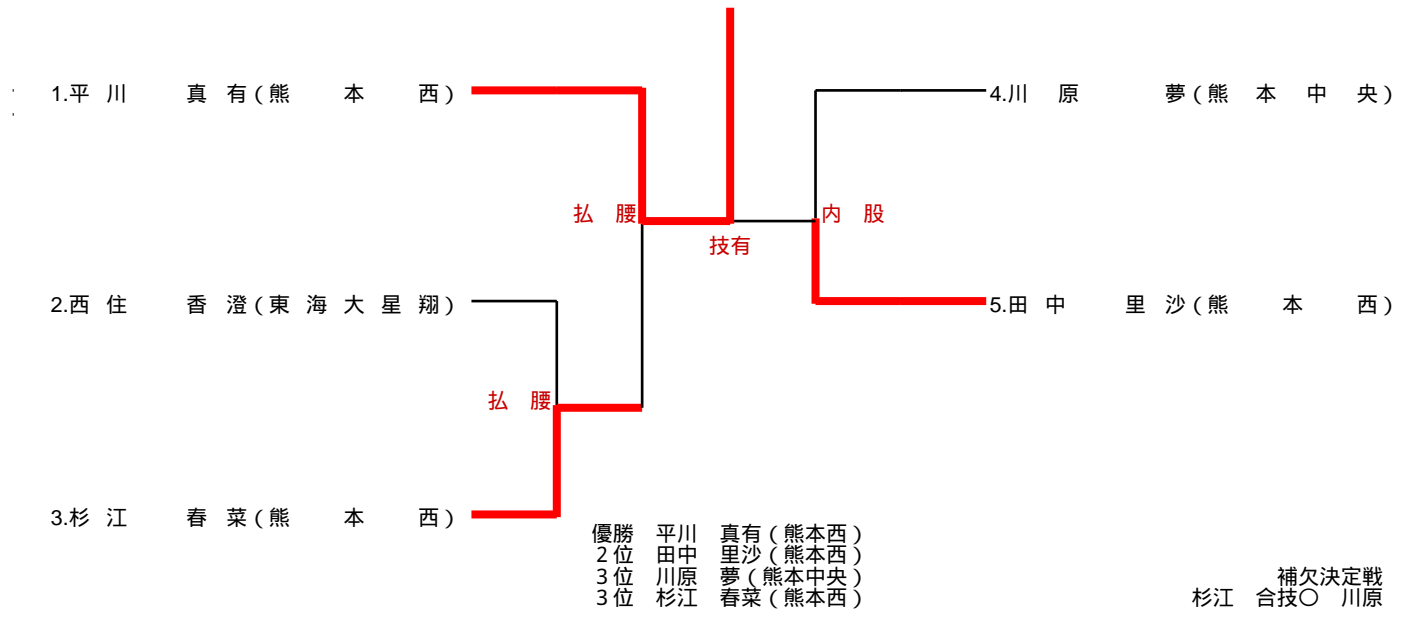 1.平川 真有(熊本西)
4.川原 夢(熊本中央)
払腰
内股
技有
2.西住 香澄(東海大星翔)
5.田中 里沙(熊本西)
払腰
3.杉江 春菜(熊本西)
優勝 平川 真有(熊本西)
2位 田中 里沙(熊本西)
3位 川原 夢(熊本中央)
3位 杉江 春菜(熊本西)
補欠決定戦
杉江 合技○ 川原